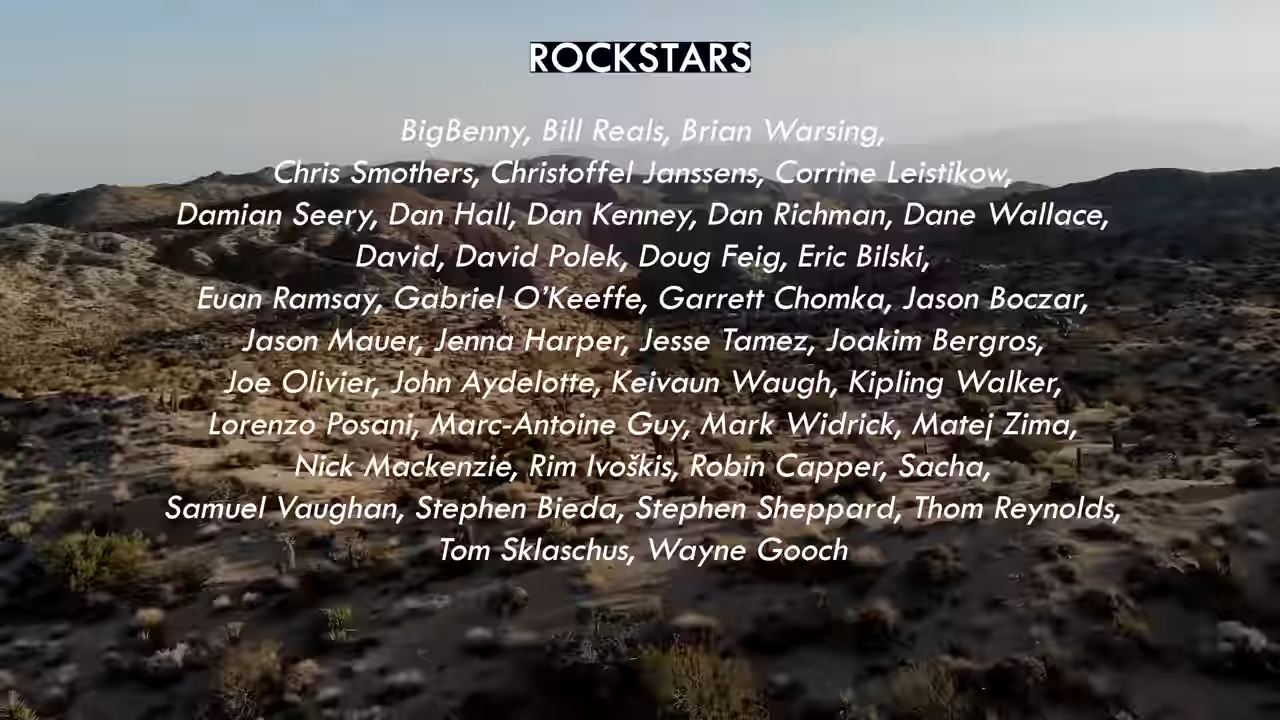 ROCKSTARS
BigBenny, Bill Reals, Brian Warsing,
Chris Smothers, Christoffel Janssens, Corrine Leistikow,
Damian Seery, Dan Hall, Dan Kenney, Dan Richman, Dane Wallace,
David, David Polek, Doug Feig, Eric Bilski,
Euan Ramsay, Gabriel O'Keeffe, Garrett Chomka, Jason Boczar,
Jason Mauer, Jenna Harper, Jesse Tamez, Joakim Bergros,
Joe Olivier, John Aydelotte, Keivaun Waugh, Kipling Walker,
Lorenzo Posani, Marc-Antoine Guy, Mark Widrick, Matej Zima,
Nick Mackenzie, Rim Ivoškis, Robin Capper, Sacha,
Samuel Vaughan, Stephen Bieda, Stephen Sheppard, Thom Reynolds,
Tom Sklaschus, Wayne Gooch